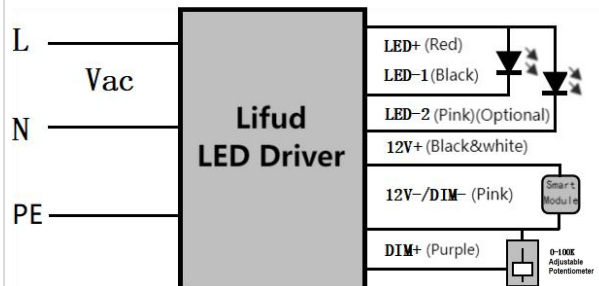 L
Vac
N
PE
Lifud
LED Driver
LED+ (Red)
LED-1(Black)
LED-2 (Pink)(Optional)
12V+ (Black&white)
12V-/DIM- (Pink)
DIM+ (Purple)
Smart
Module
0-100K
Adjustable
Potentiometer